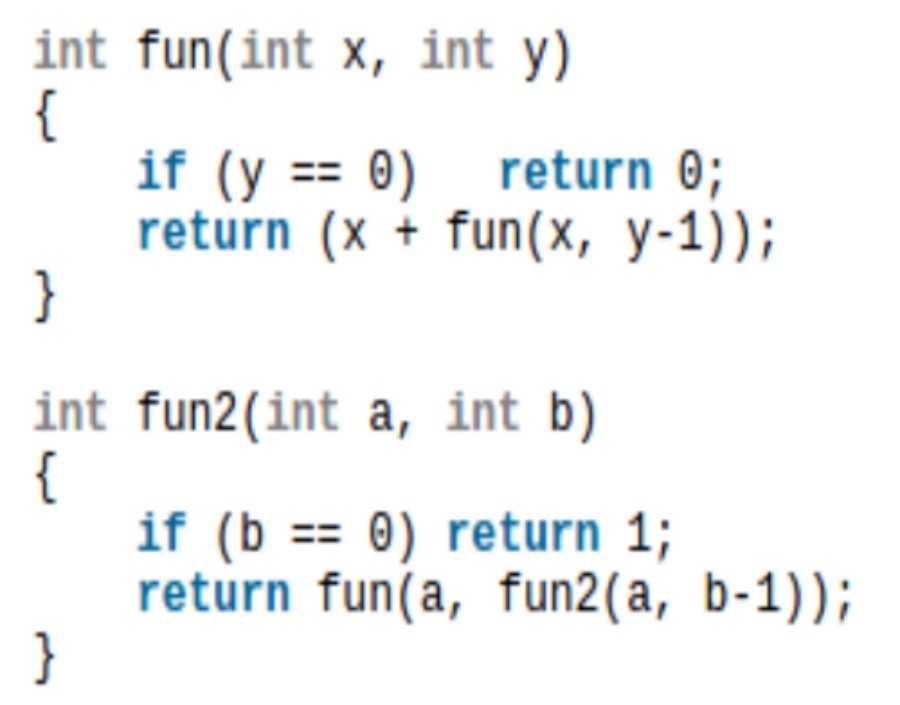 int fun(int x, int y)
{
    if (y == 0)   return 0;
    return (x + fun(x, y-1));
}

int fun2(int a, int b)
{
    if (b == 0) return 1;
    return fun(a, fun2(a, b-1));
}